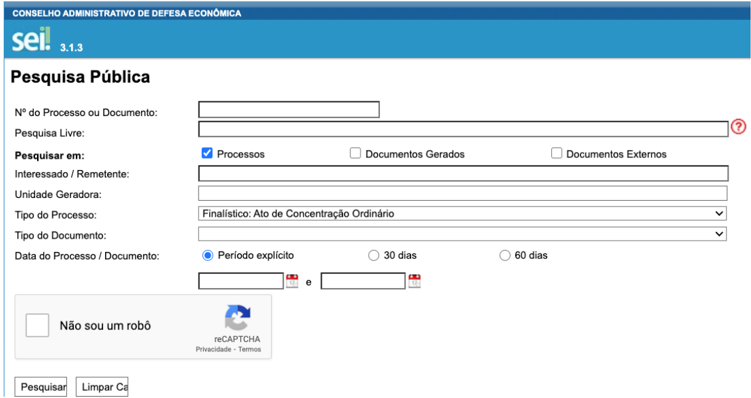 CONSELHO ADMINISTRATIVO DE DEFESA ECONÔMICA
sei! 3.1.3
Pesquisa Pública
Nº do Processo ou Documento:
Pesquisa Livre: ?
Pesquisar em: Processos Documentos Gerados Documentos Externos
Interessado / Remetente:
Unidade Geradora:
Tipo do Processo: Finalístico: Ato de Concentração Ordinário
Tipo do Documento:
Data do Processo / Documento: Período explícito 30 dias 60 dias
e
Não sou um robô
reCAPTCHA
Privacidade - Termos
Pesquisar Limpar Ca